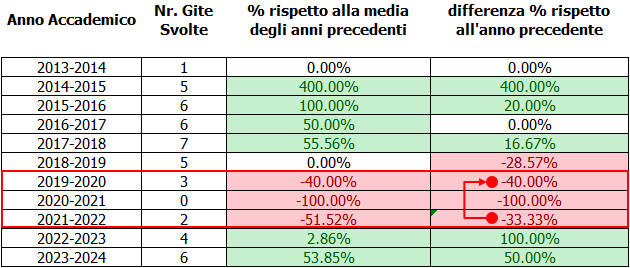 Anno Accademico Nr. Gite Svolte % rispetto alla media degli anni precedenti differenza % rispetto all'anno precedente
2013-2014 1 0.00% 0.00%
2014-2015 5 400.00% 400.00%
2015-2016 6 100.00% 20.00%
2016-2017 6 50.00% 0.00%
2017-2018 7 55.56% 16.67%
2018-2019 5 0.00% -28.57%
2019-2020 3 -40.00% -40.00%
2020-2021 0 -100.00% -100.00%
2021-2022 2 -51.52% -33.33%
2022-2023 4 2.86% 100.00%
2023-2024 6 53.85% 50.00%